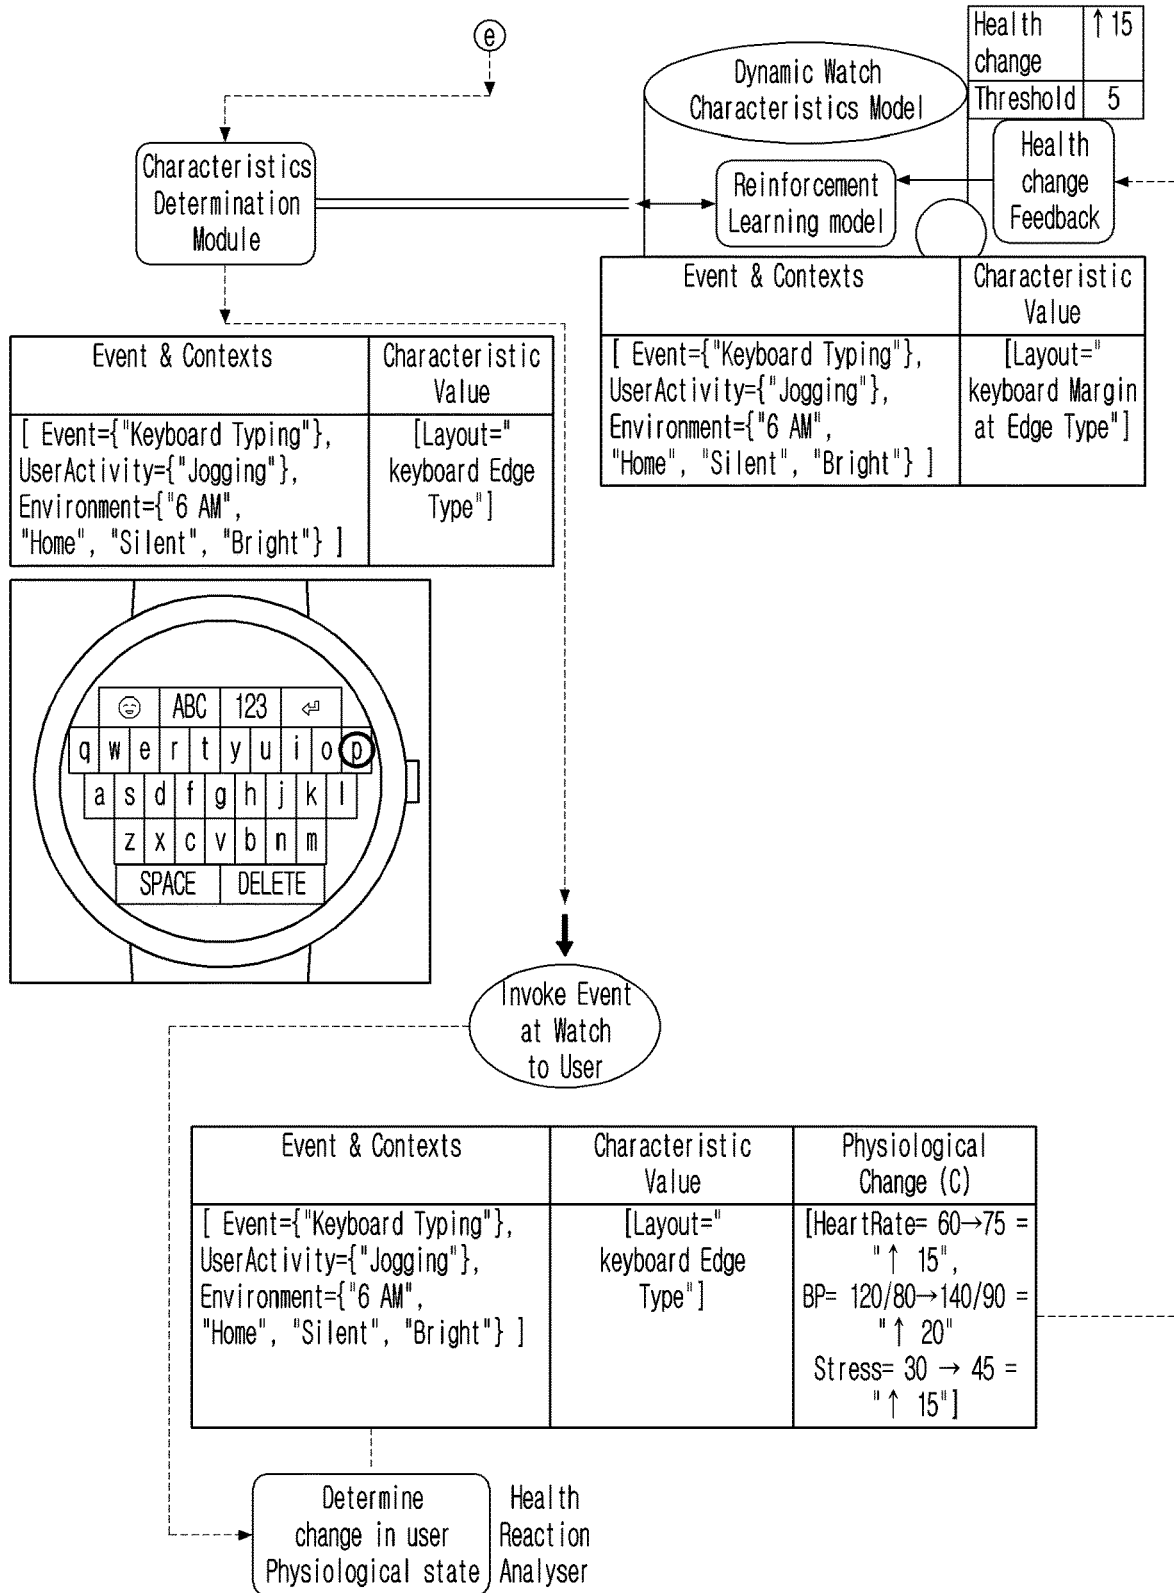 e
Dynamic Watch
Characteristics Model
Health
change
↑ 15
Threshold
5
Characteristics
Determination
Module
Reinforcement
Learning model
Health
change
Feedback
Event & Contexts
Characteristic
Value
[ Event={"Keyboard Typing"},
UserActivity={"Jogging"},
Environment={"6 AM",
"Home", "Silent", "Bright"} ]
[Layout="
keyboard Margin
at Edge Type"]
Event & Contexts
Characteristic
Value
[ Event={"Keyboard Typing"},
UserActivity={"Jogging"},
Environment={"6 AM",
"Home", "Silent", "Bright"} ]
[Layout="
keyboard Edge
Type"]
ABC 123
q w e r t y u i o p
a s d f g h j k l
z x c v b n m
SPACE DELETE
Invoke Event
at Watch
to User
Event & Contexts
Characteristic
Value
Physiological
Change (C)
[ Event={"Keyboard Typing"},
UserActivity={"Jogging"},
Environment={"6 AM",
"Home", "Silent", "Bright"} ]
[Layout="
keyboard Edge
Type"]
[HeartRate= 60→75 =
"↑ 15",
BP= 120/80→140/90 =
"↑ 20"
Stress= 30 → 45 =
"↑ 15"]
Determine
change in user
Physiological state
Health
Reaction
Analyser